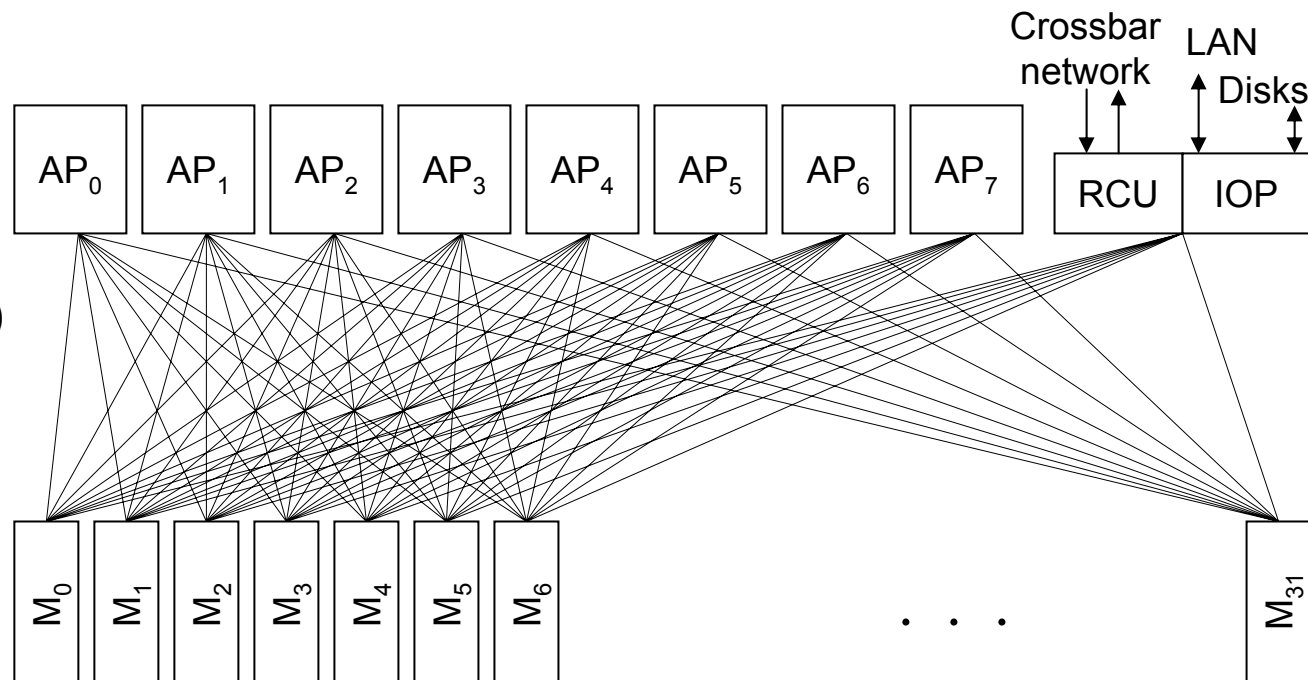 Crossbar
network
LAN
Disks
AP0 AP1 AP2 AP3 AP4 AP5 AP6 AP7 RCU IOP
)
M0 M1 M2 M3 M4 M5 M6 . . . M31